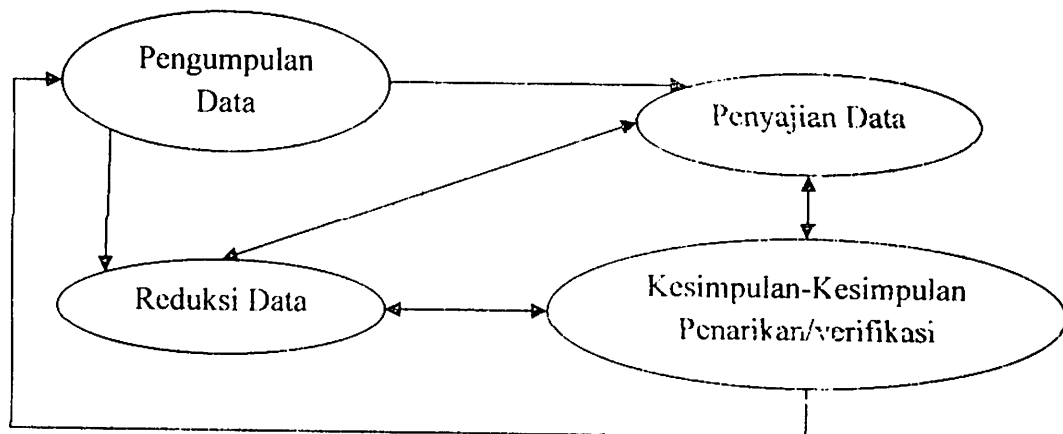 Pengumpulan
Data
Penyajian Data
Reduksi Data
Kesimpulan-Kesimpulan
Penarikan/verifikasi